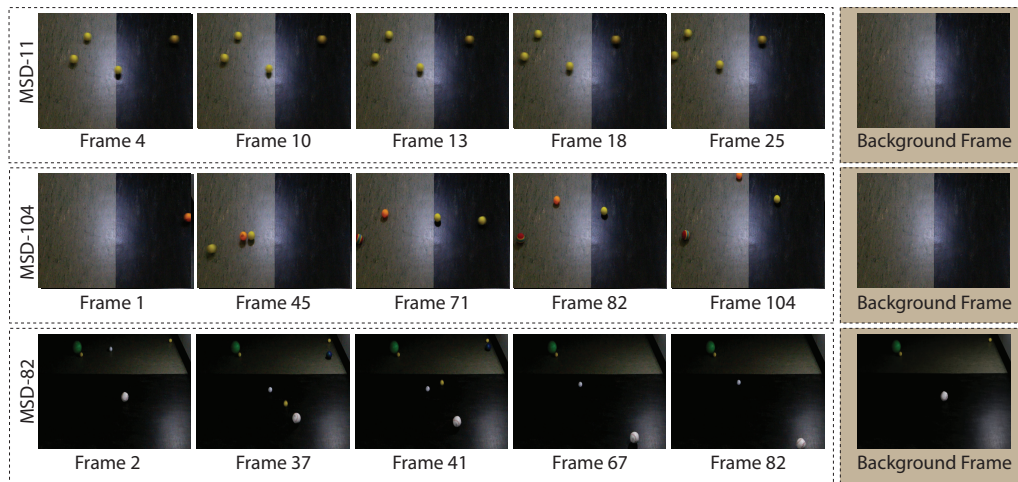 MSD-11
Frame 4 Frame 10 Frame 13 Frame 18 Frame 25 Background Frame
MSD-104
Frame 1 Frame 45 Frame 71 Frame 82 Frame 104 Background Frame
MSD-82
Frame 2 Frame 37 Frame 41 Frame 67 Frame 82 Background Frame